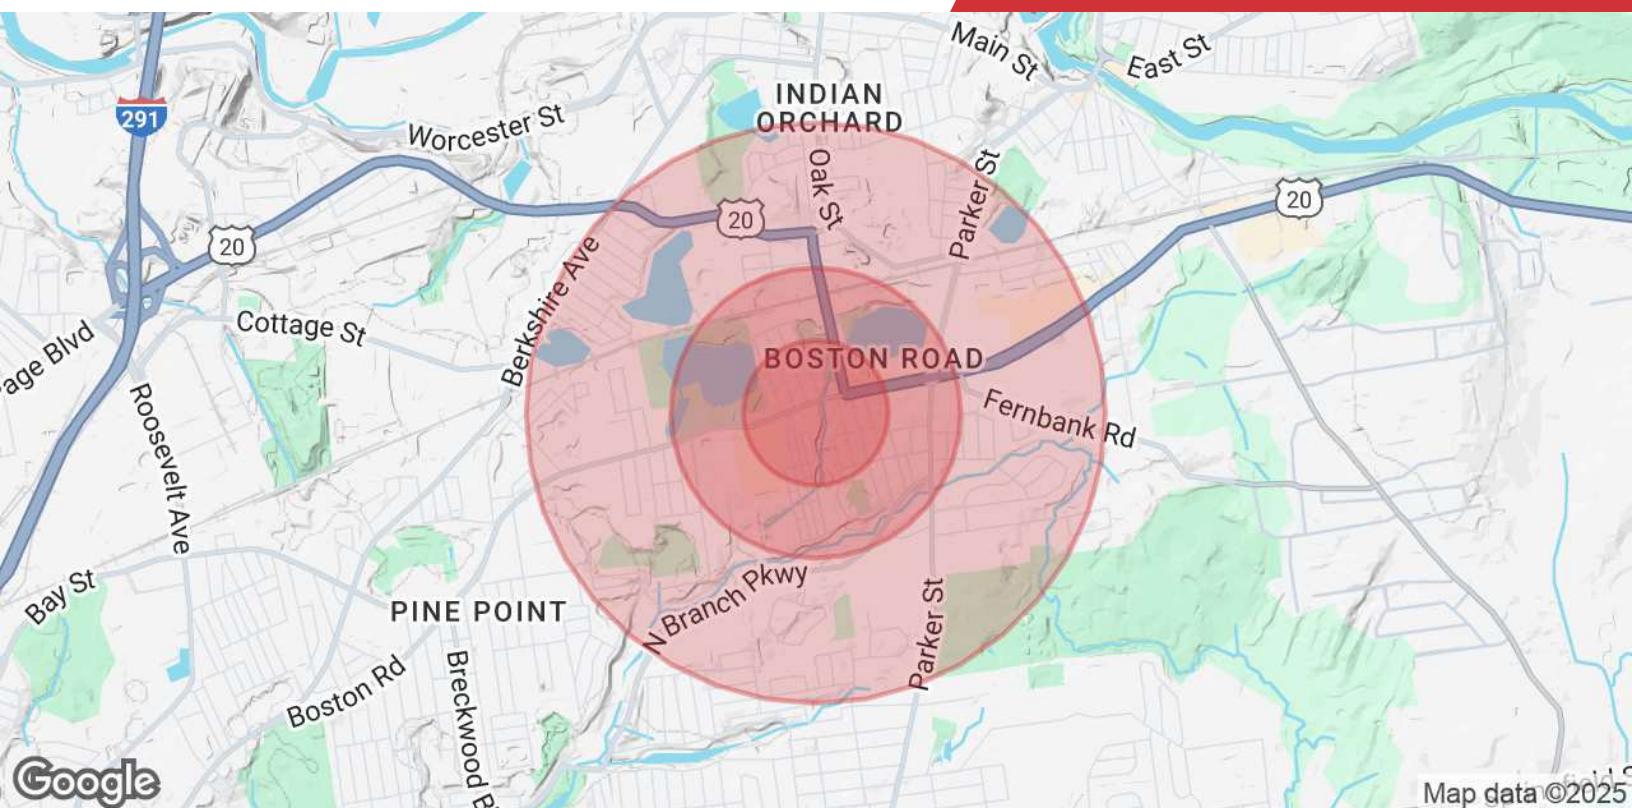 Main St
East St
INDIAN
ORCHARD
291
Worcester St
Oak St
Parker St
20
20
20
Berkshire Ave
Cottage St
BOSTON ROAD
Page Blvd
Fernbank Rd
Roosevelt Ave
Bay St
N Branch Pkwy
Parker St
PINE POINT
Boston Rd
Breckwood B
Google
Map data ©2025